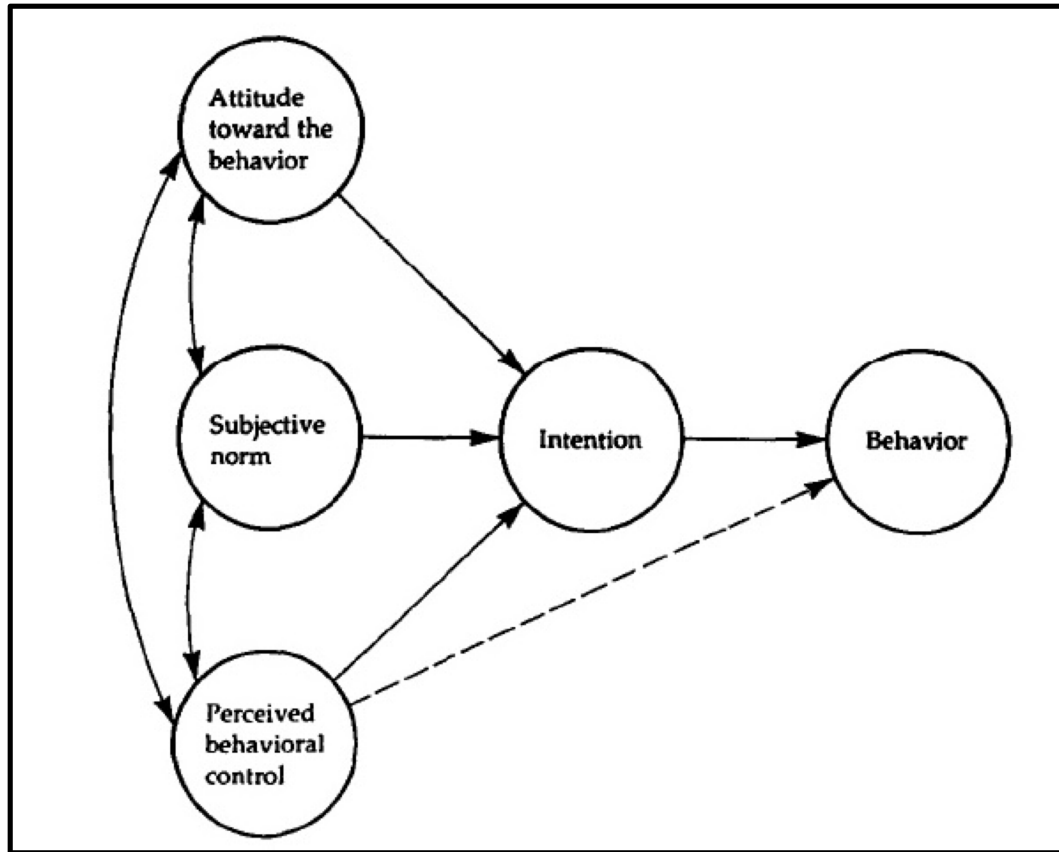 Attitude
toward the
behavior
Subjective
norm
Intention
Behavior
Perceived
behavioral
control